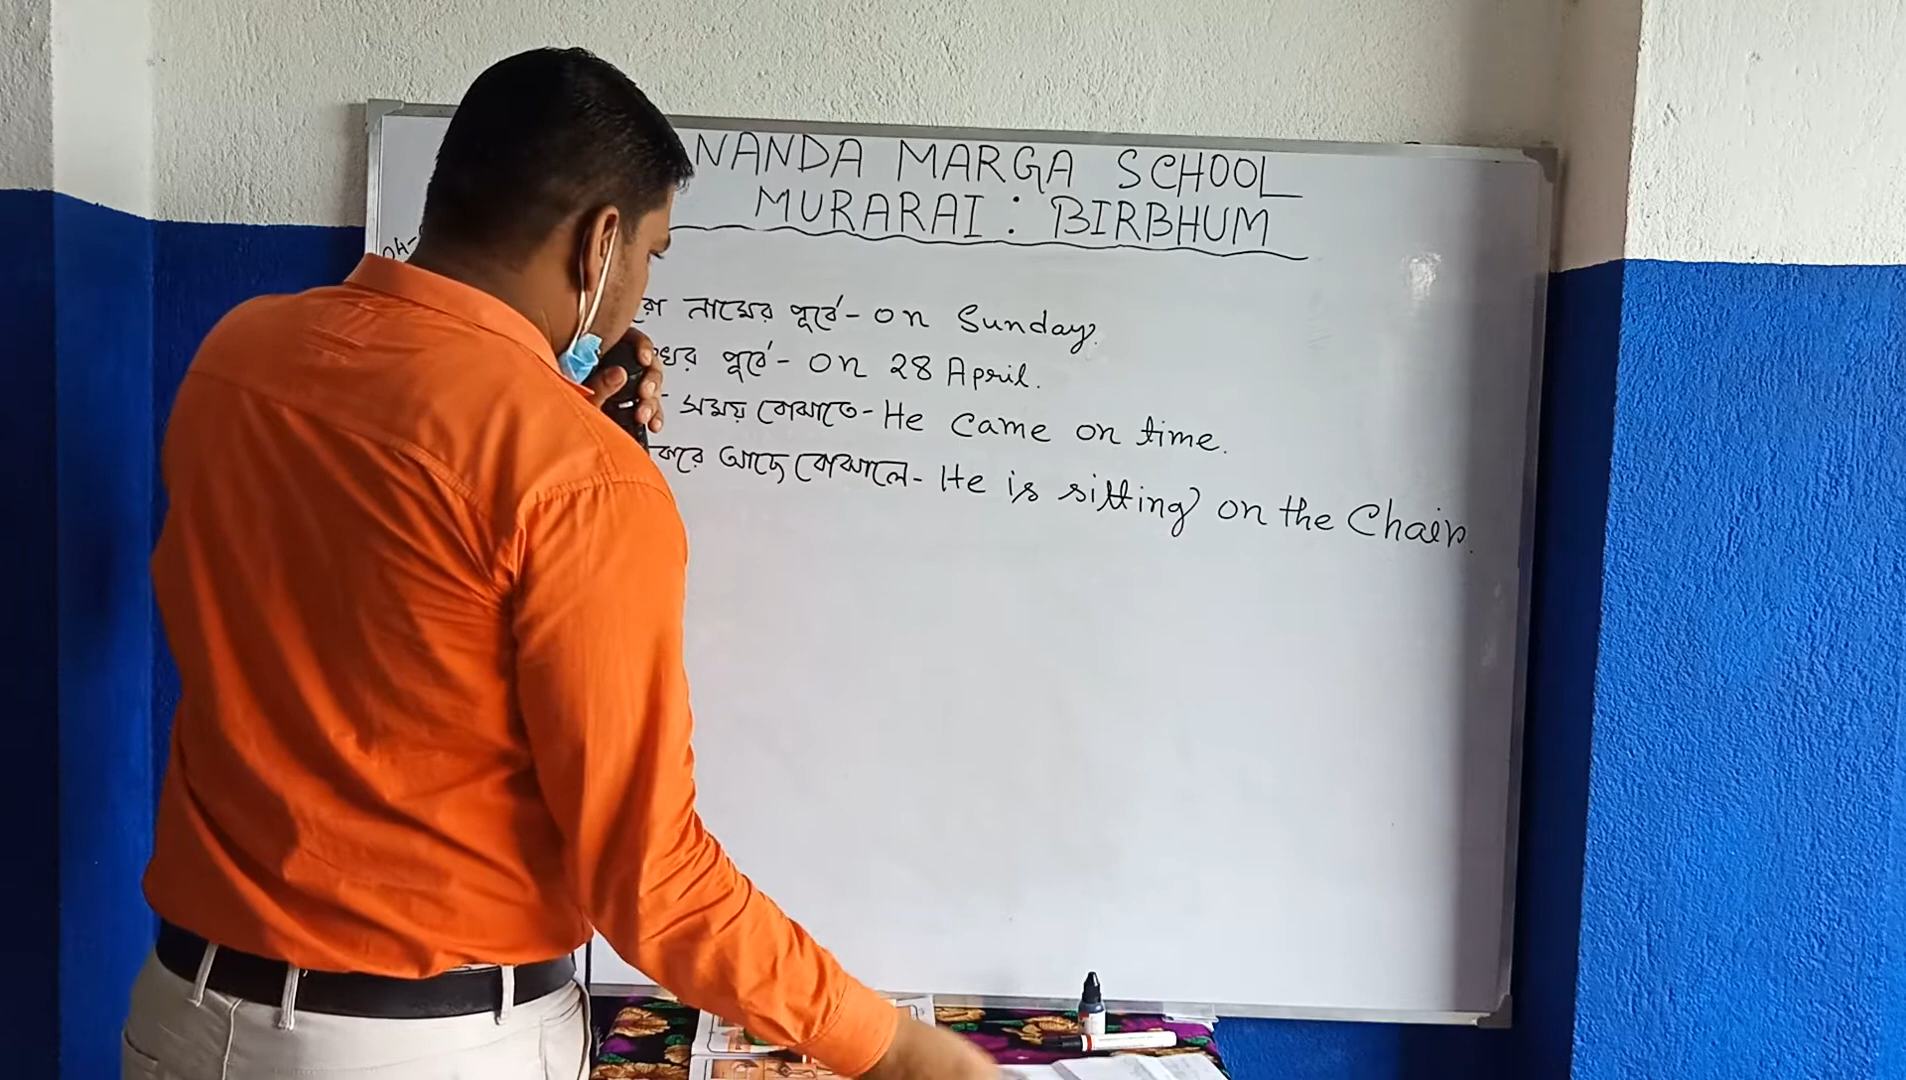 NANDA MARGA SCHOOL
MURARAI : BIRBHUM
নামের পূর্বে - on Sunday.
পূর্বে - on 28 April.
সময় বোঝাতে - He came on time.
করে আছে বোঝালে - He is sitting on the Chair.